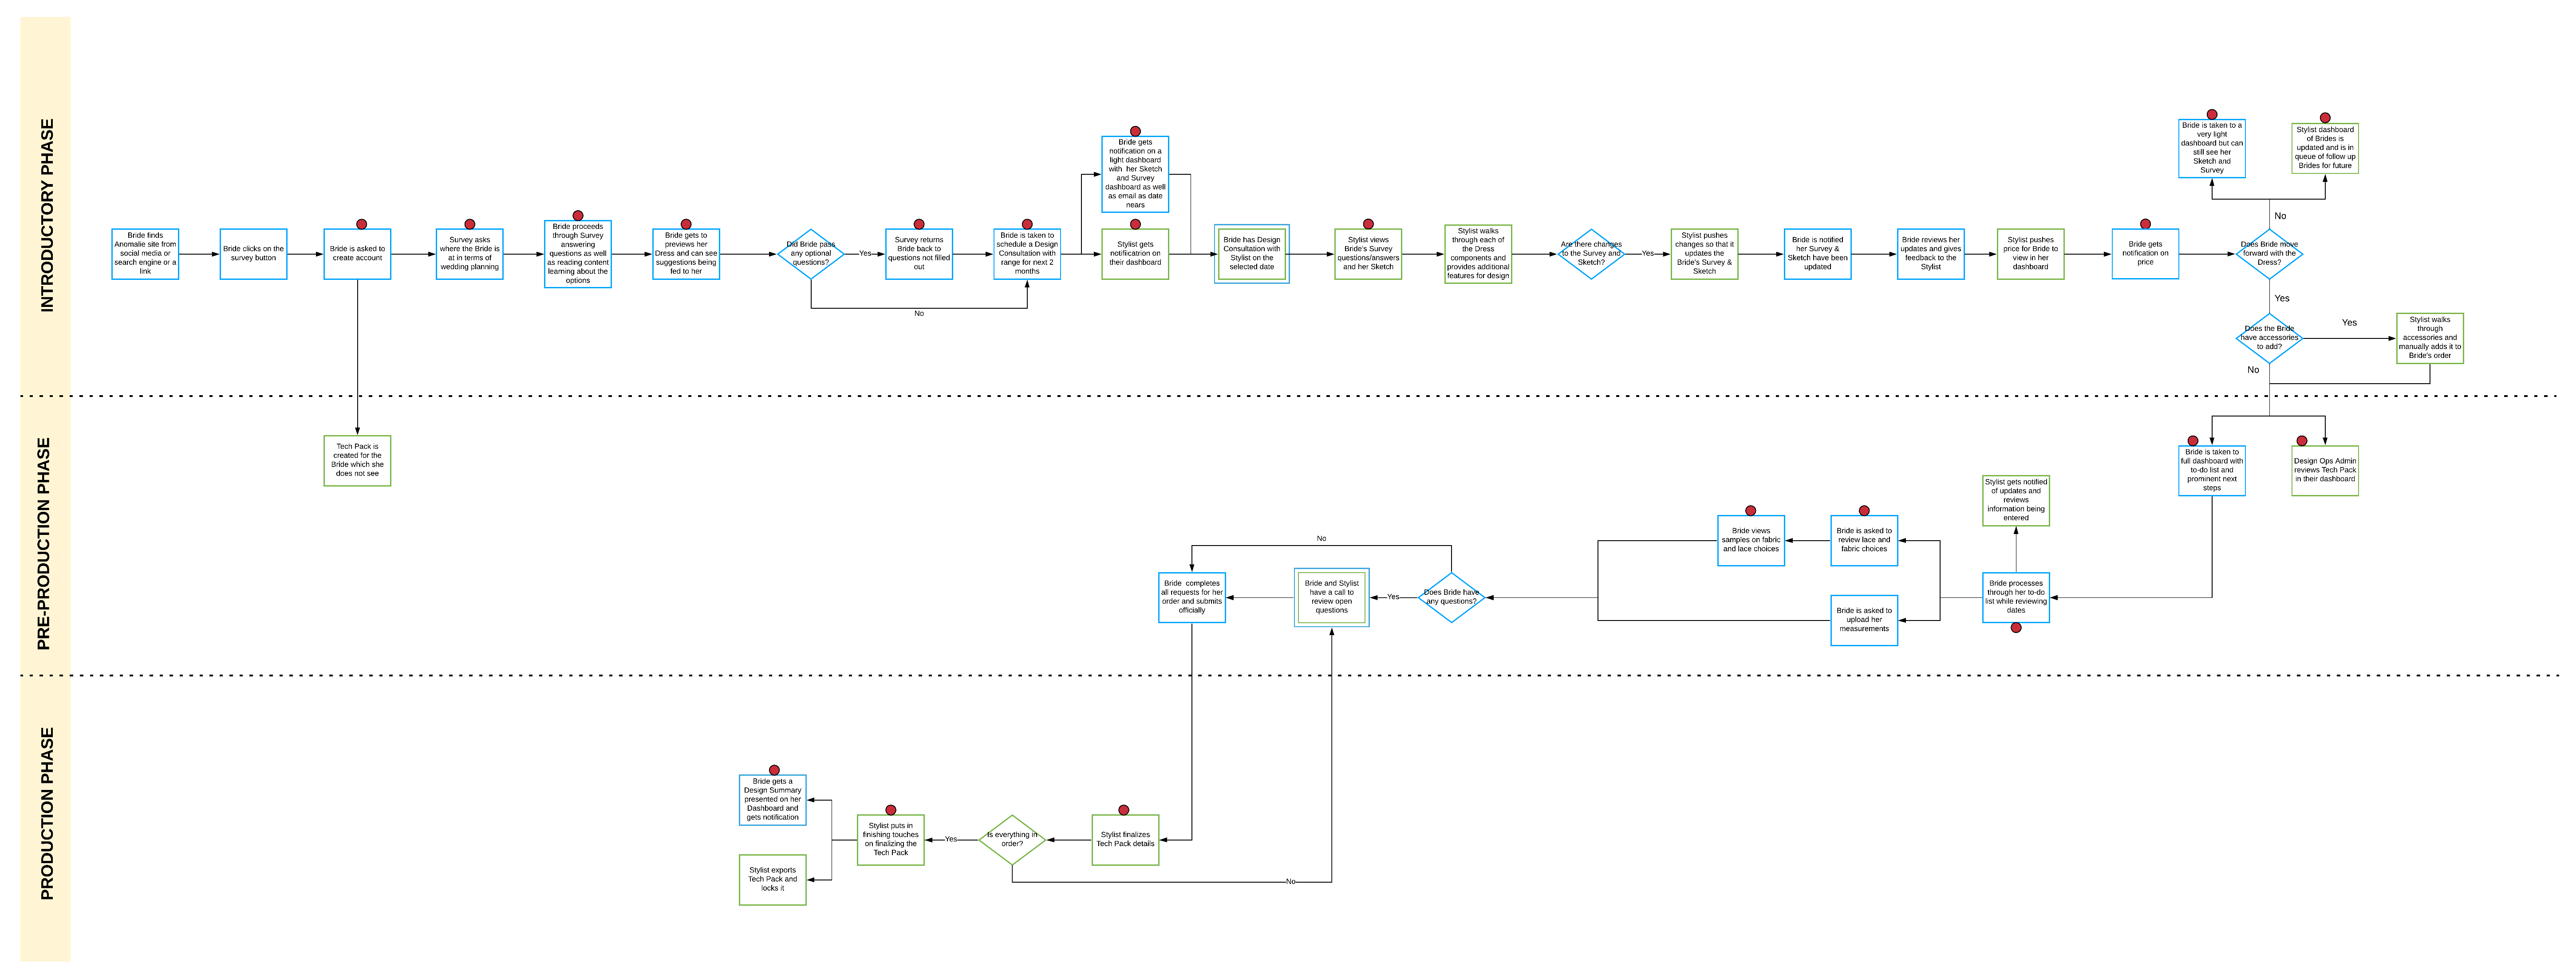 INTRODUCTORY PHASE
Bride finds
Anomalie site from
social media or
search engine or a
link
Bride clicks on the
survey button
Bride is asked to
create account
Survey asks
where the Bride is
at in terms of
wedding planning
Bride proceeds
through Survey
answering
questions as well
as reading content
learning about the
options
Bride gets to
previews her
Dress and can see
suggestions being
fed to her
Did Bride pass
any optional
questions?
Yes
No
Survey returns
Bride back to
questions not filled
out
Bride is taken to
schedule a Design
Consultation with
range for next 2
months
Bride gets
notification on a
light dashboard
with her Sketch
and Survey
dashboard as well
as email as date
nears
Stylist gets
notificatrion on
their dashboard
Bride has Design
Consultation with
Stylist on the
selected date
Stylist views
Bride's Survey
questions/answers
and her Sketch
Stylist walks
through each of
the Dress
components and
provides additional
features for design
Are there changes
to the Survey and
Sketch?
Yes
Stylist pushes
changes so that it
updates the
Bride's Survey &
Sketch
Bride is notified
her Survey &
Sketch have been
updated
Bride reviews her
updates and gives
feedback to the
Stylist
Stylist pushes
price for Bride to
view in her
dashboard
Bride gets
notification on
price
Does Bride move
forward with the
Dress?
No
Bride is taken to a
very light
dashboard but can
still see her
Sketch and
Survey
Stylist dashboard
of Brides is
updated and is in
queue of follow up
Brides for future
Yes
Does the Bride
have accessories
to add?
Yes
Stylist walks
through
accessories and
manually adds it to
Bride's order
No
PRE-PRODUCTION PHASE
Tech Pack is
created for the
Bride which she
does not see
Bride is taken to
full dashboard with
to-do list and
prominent next
steps
Design Ops Admin
reviews Tech Pack
in their dashboard
Stylist gets notified
of updates and
reviews
information being
entered
Bride processes
through her to-do
list while reviewing
dates
Bride is asked to
review lace and
fabric choices
Bride views
samples on fabric
and lace choices
Bride is asked to
upload her
measurements
Does Bride have
any questions?
No
Yes
Bride and Stylist
have a call to
review open
questions
Bride completes
all requests for her
order and submits
officially
PRODUCTION PHASE
Stylist finalizes
Tech Pack details
Is everything in
order?
No
Yes
Stylist puts in
finishing touches
on finalizing the
Tech Pack
Bride gets a
Design Summary
presented on her
Dashboard and
gets notification
Stylist exports
Tech Pack and
locks it